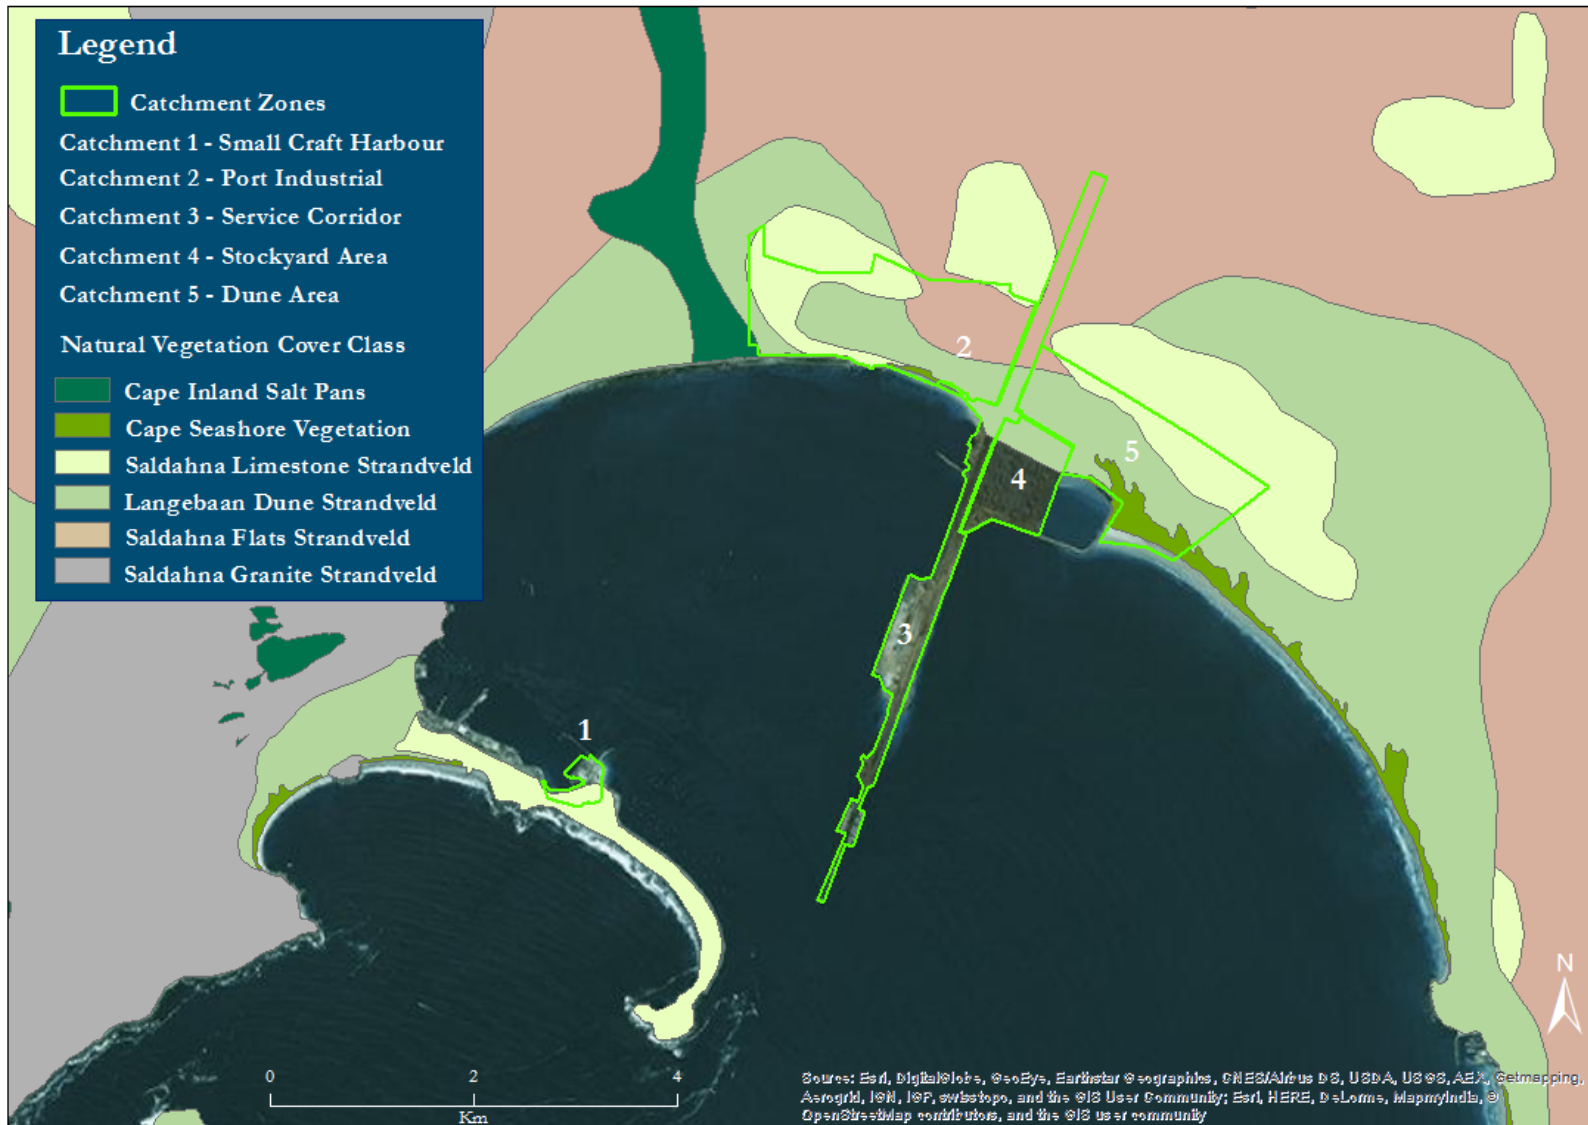 Legend
Catchment Zones
Catchment 1 - Small Craft Harbour
Catchment 2 - Port Industrial
Catchment 3 - Service Corridor
Catchment 4 - Stockyard Area
Catchment 5 - Dune Area
Natural Vegetation Cover Class
Cape Inland Salt Pans
Cape Seashore Vegetation
Saldahna Limestone Strandveld
Langebaan Dune Strandveld
Saldahna Flats Strandveld
Saldahna Granite Strandveld
2
5
4
3
1
N
0 2 4
Km
Source: Esri, DigitalGlobe, GeoEye, Earthstar Geographics, CNES/Airbus DS, USDA, USGS, AEX, Getmapping,
Aerogrid, IGN, IGP, swisstopo, and the GIS User Community; Esri, HERE, DeLorme, MapmyIndia, ©
OpenStreetMap contributors, and the GIS user community